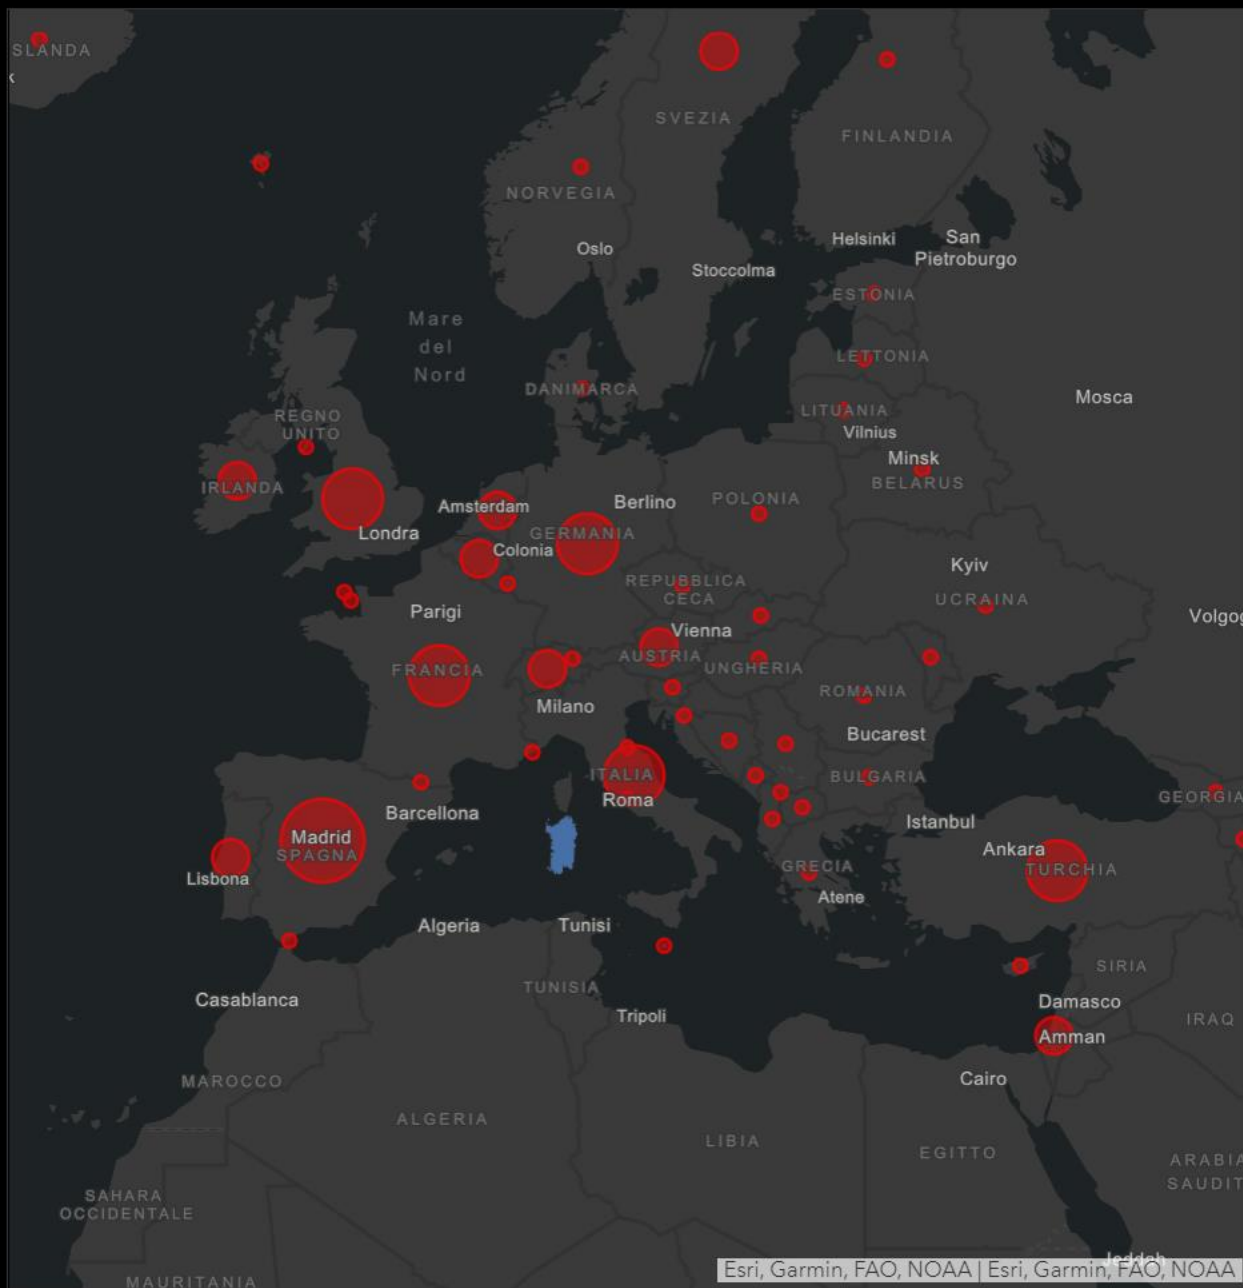 SLANDA
k
SVEZIA
FINLANDIA
NORVEGIA
Oslo
Helsinki
San
Pietroburgo
Stoccolma
ESTONIA
Mare
del
Nord
LETTONIA
DANIMARCA
Mosca
LITUANIA
REGNO
UNITO
Vilnius
Minsk
BELARUS
IRLANDA
Amsterdam
Berlino
POLONIA
Londra
GERMANIA
Colonia
Kyiv
REPUBBLICA
CECA
UCRAINA
Parigi
Volgog
Vienna
FRANCIA
AUSTRIA
UNGHERIA
ROMANIA
Milano
Bucarest
ITALIA
BULGARIA
Roma
GEORGIA
Barcellona
Istanbul
Madrid
SPAGNA
Ankara
TURCHIA
GRECIA
Lisbona
Atene
Algeria
Tunisi
SIRIA
TUNISIA
Casablanca
Damasco
Tripoli
IRAQ
Amman
MAROCCO
Cairo
ALGERIA
LIBIA
EGITTO
ARABIA
SAUDIT
SAHARA
OCCIDENTALE
Jeddah
Esri, Garmin, FAO, NOAA | Esri, Garmin, FAO, NOAA
MAURITANIA